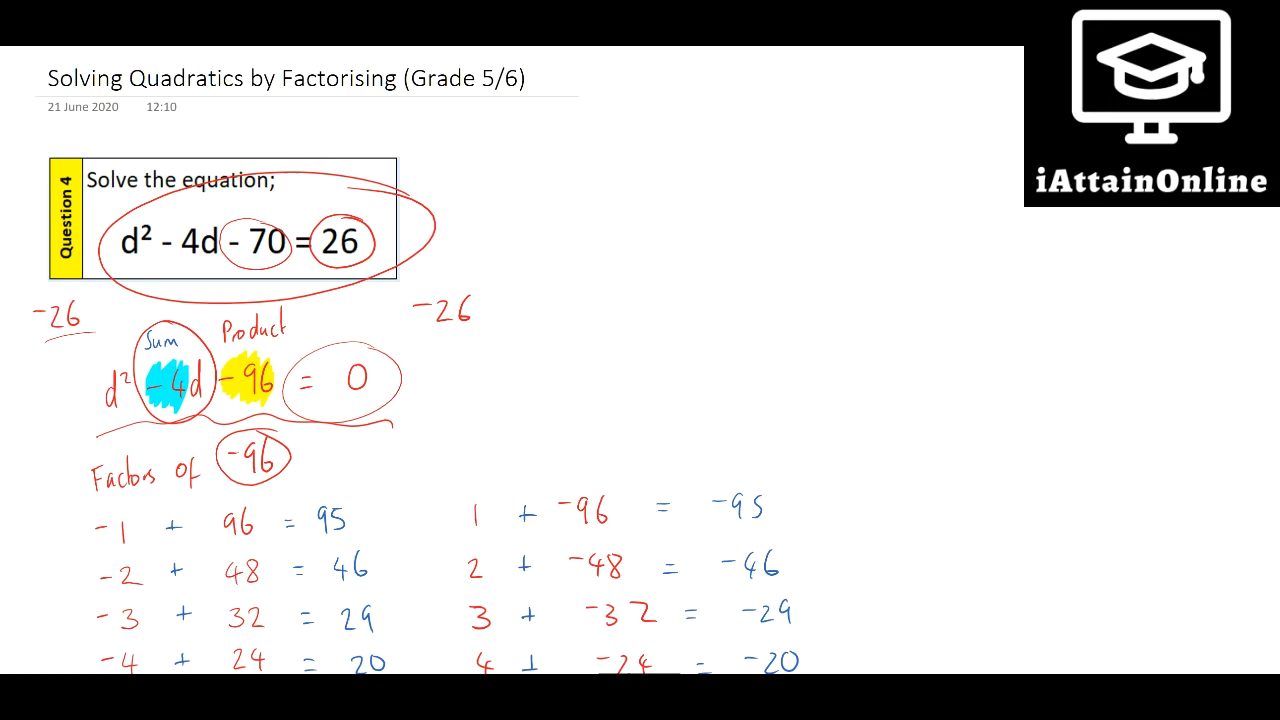 Solving Quadratics by Factorising (Grade 5/6)
21 June 2020 12:10
iAttainOnline
Question 4
Solve the equation;
d² - 4d - 70 = 26
-26 -26
Sum Product
d² -4d -96 = 0
Factors of -96
-1 + 96 = 95 1 + -96 = -95
-2 + 48 = 46 2 + -48 = -46
-3 + 32 = 29 3 + -32 = -29
-4 + 24 = 20 4 + -24 = -20